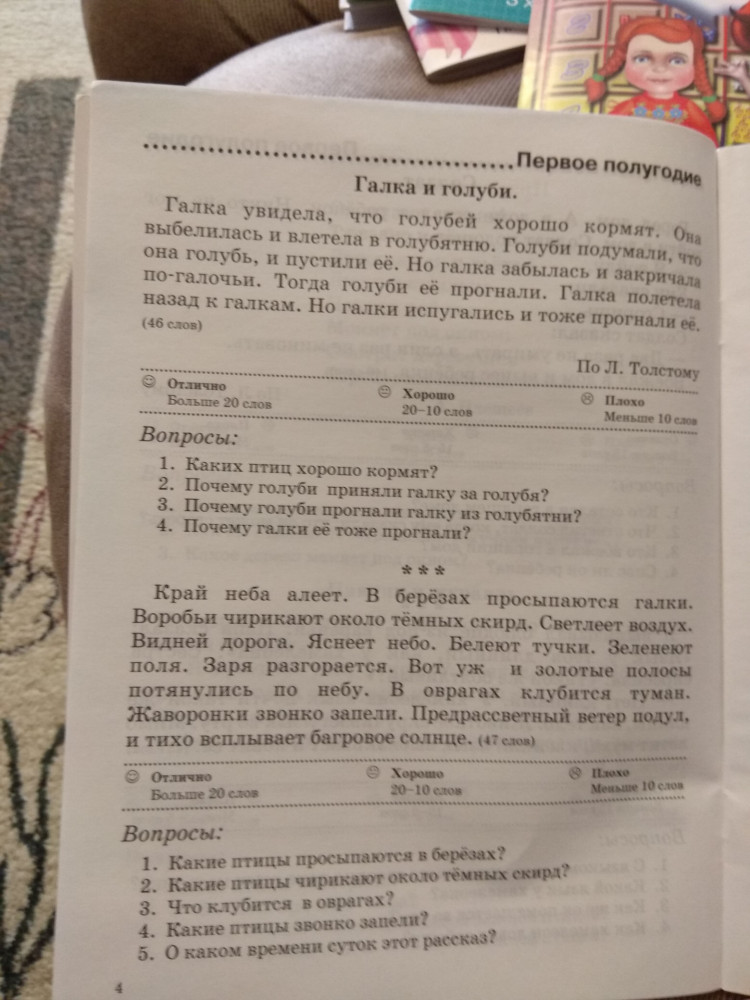 Первое полугодие
Галка и голуби.
Галка увидела, что голубей хорошо кормят. Она
выбелилась и влетела в голубятню. Голуби подумали, что
она голубь, и пустили её. Но галка забылась и закричала
по-галочьи. Тогда голуби её прогнали. Галка полетела
назад к галкам. Но галки испугались и тоже прогнали её.
(46 слов)
По Л. Толстому
Отлично Хорошо Плохо
Больше 20 слов 20–10 слов Меньше 10 слов
Вопросы:
1. Каких птиц хорошо кормят?
2. Почему голуби приняли галку за голубя?
3. Почему голуби прогнали галку из голубятни?
4. Почему галки её тоже прогнали?
***
Край неба алеет. В берёзах просыпаются галки.
Воробьи чирикают около тёмных скирд. Светлеет воздух.
Видней дорога. Яснеет небо. Белеют тучки. Зеленеют
поля. Заря разгорается. Вот уж и золотые полосы
потянулись по небу. В оврагах клубится туман.
Жаворонки звонко запели. Предрассветный ветер подул,
и тихо всплывает багровое солнце. (47 слов)
Отлично Хорошо Плохо
Больше 20 слов 20–10 слов Меньше 10 слов
Вопросы:
1. Какие птицы просыпаются в берёзах?
2. Какие птицы чирикают около тёмных скирд?
3. Что клубится в оврагах?
4. Какие птицы звонко запели?
5. О каком времени суток этот рассказ?
4